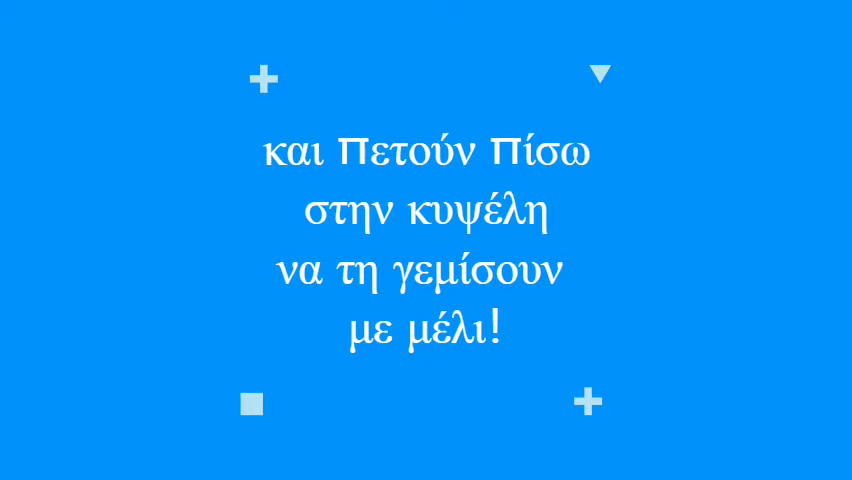 και πετούν πίσω
στην κυψέλη
να τη γεμίσουν
με μέλι!